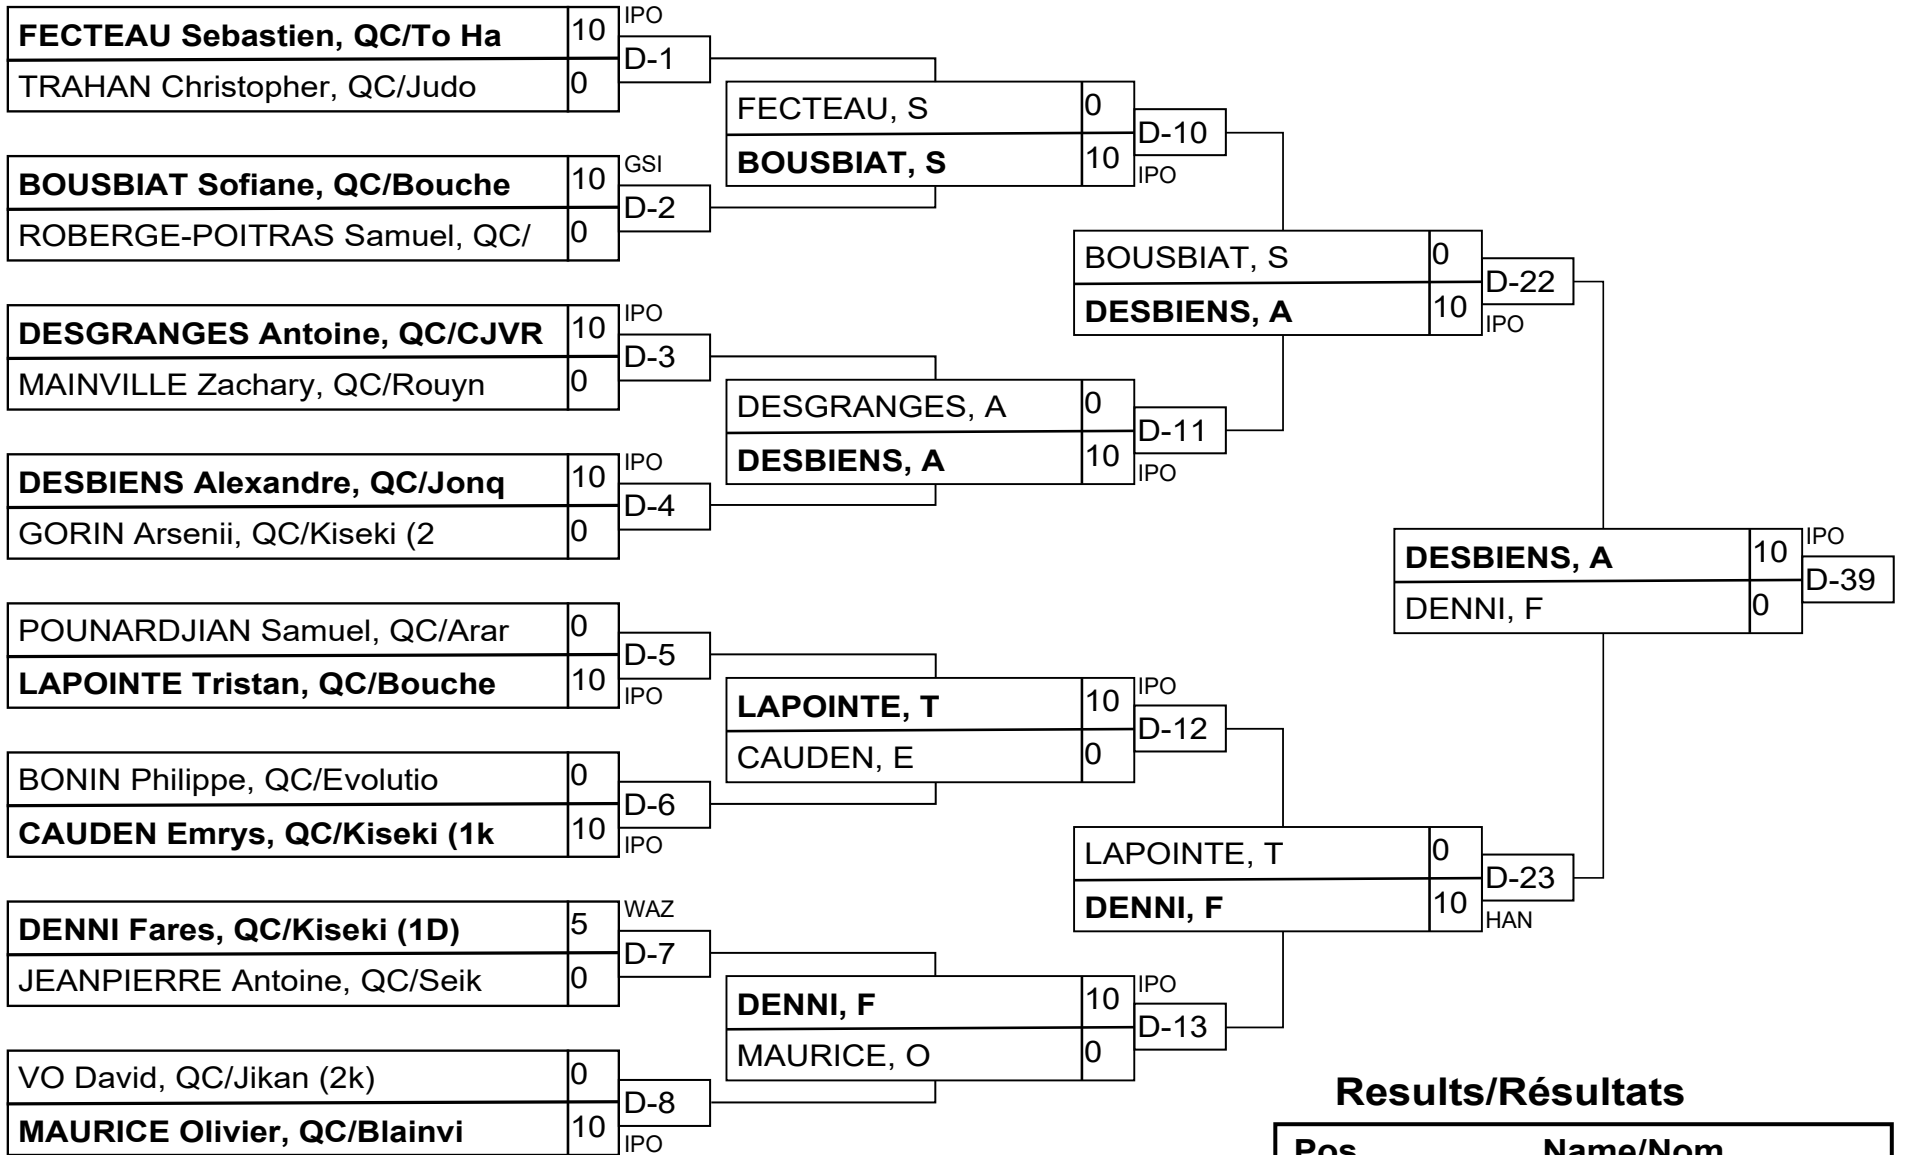 FECTEAU Sebastien, QC/To Ha 10 IPO
TRAHAN Christopher, QC/Judo 0
D-1
BOUSBIAT Sofiane, QC/Bouche 10 GSI
ROBERGE-POITRAS Samuel, QC/ 0
D-2
DESGRANGES Antoine, QC/CJVR 10 IPO
MAINVILLE Zachary, QC/Rouyn 0
D-3
DESBIENS Alexandre, QC/Jonq 10 IPO
GORIN Arsenii, QC/Kiseki (2 0
D-4
POUNARDJIAN Samuel, QC/Arar 0
LAPOINTE Tristan, QC/Bouche 10 IPO
D-5
BONIN Philippe, QC/Evolutio 0
CAUDEN Emrys, QC/Kiseki (1k 10 IPO
D-6
DENNI Fares, QC/Kiseki (1D) 5 WAZ
JEANPIERRE Antoine, QC/Seik 0
D-7
VO David, QC/Jikan (2k) 0
MAURICE Olivier, QC/Blainvi 10 IPO
D-8
FECTEAU, S 0
BOUSBIAT, S 10 IPO
D-10
DESGRANGES, A 0
DESBIENS, A 10 IPO
D-11
LAPOINTE, T 10 IPO
CAUDEN, E 0
D-12
DENNI, F 10 IPO
MAURICE, O 0
D-13
BOUSBIAT, S 0
DESBIENS, A 10 IPO
D-22
LAPOINTE, T 0
DENNI, F 10 HAN
D-23
DESBIENS, A 10 IPO
DENNI, F 0
D-39
Results/Résultats
Pos Name/Nom